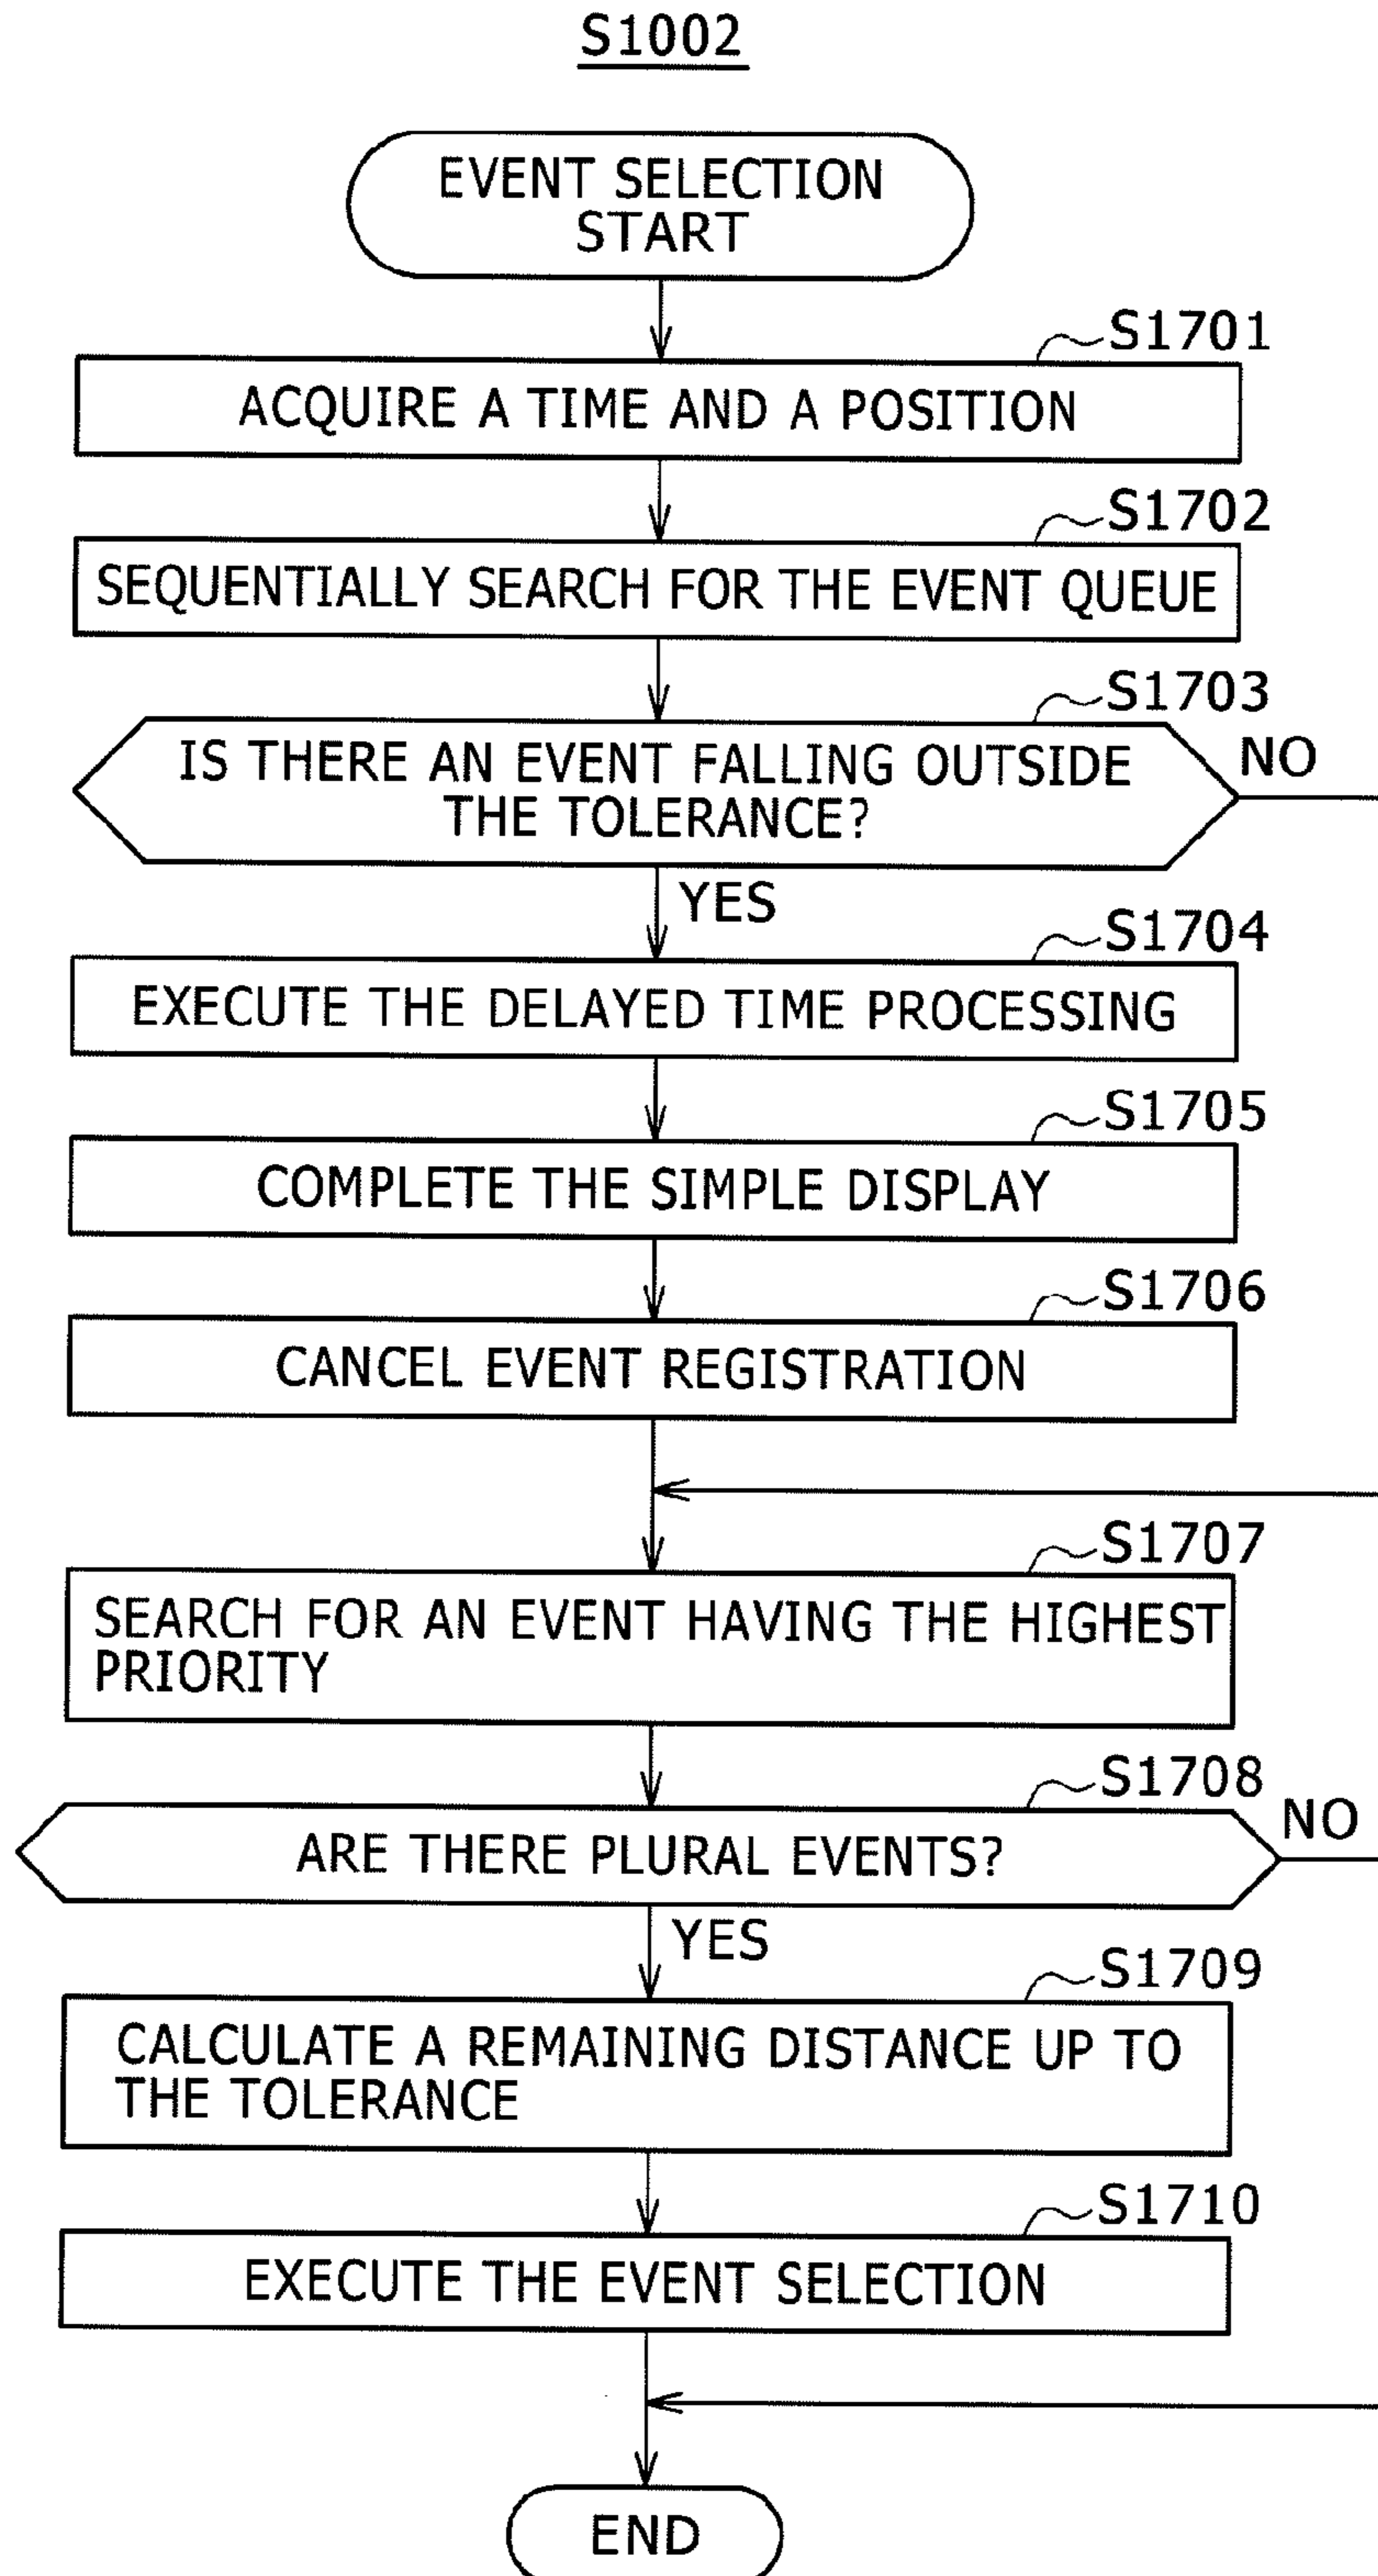 S1002
EVENT SELECTION
START
S1701
ACQUIRE A TIME AND A POSITION
S1702
SEQUENTIALLY SEARCH FOR THE EVENT QUEUE
S1703
IS THERE AN EVENT FALLING OUTSIDE
THE TOLERANCE?
NO
YES
S1704
EXECUTE THE DELAYED TIME PROCESSING
S1705
COMPLETE THE SIMPLE DISPLAY
S1706
CANCEL EVENT REGISTRATION
S1707
SEARCH FOR AN EVENT HAVING THE HIGHEST
PRIORITY
S1708
ARE THERE PLURAL EVENTS?
NO
YES
S1709
CALCULATE A REMAINING DISTANCE UP TO
THE TOLERANCE
S1710
EXECUTE THE EVENT SELECTION
END